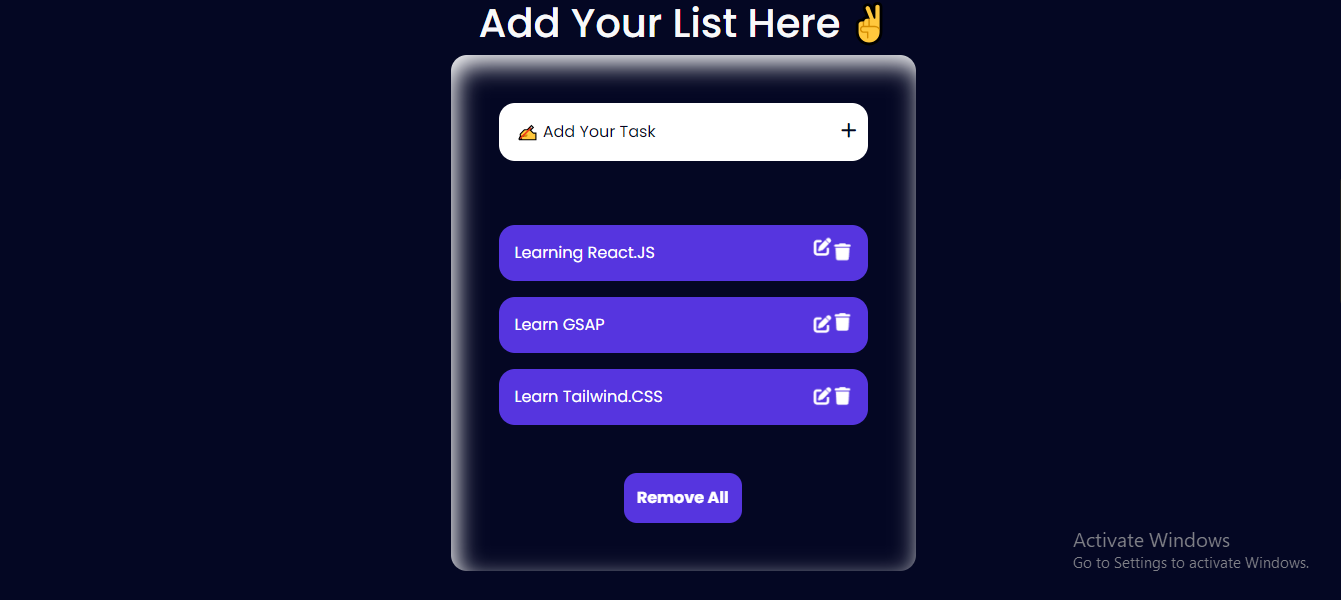 Add Your List Here ✌️
✍️ Add Your Task +
Learning React.JS
Learn GSAP
Learn Tailwind.CSS
Remove All
Activate Windows
Go to Settings to activate Windows.